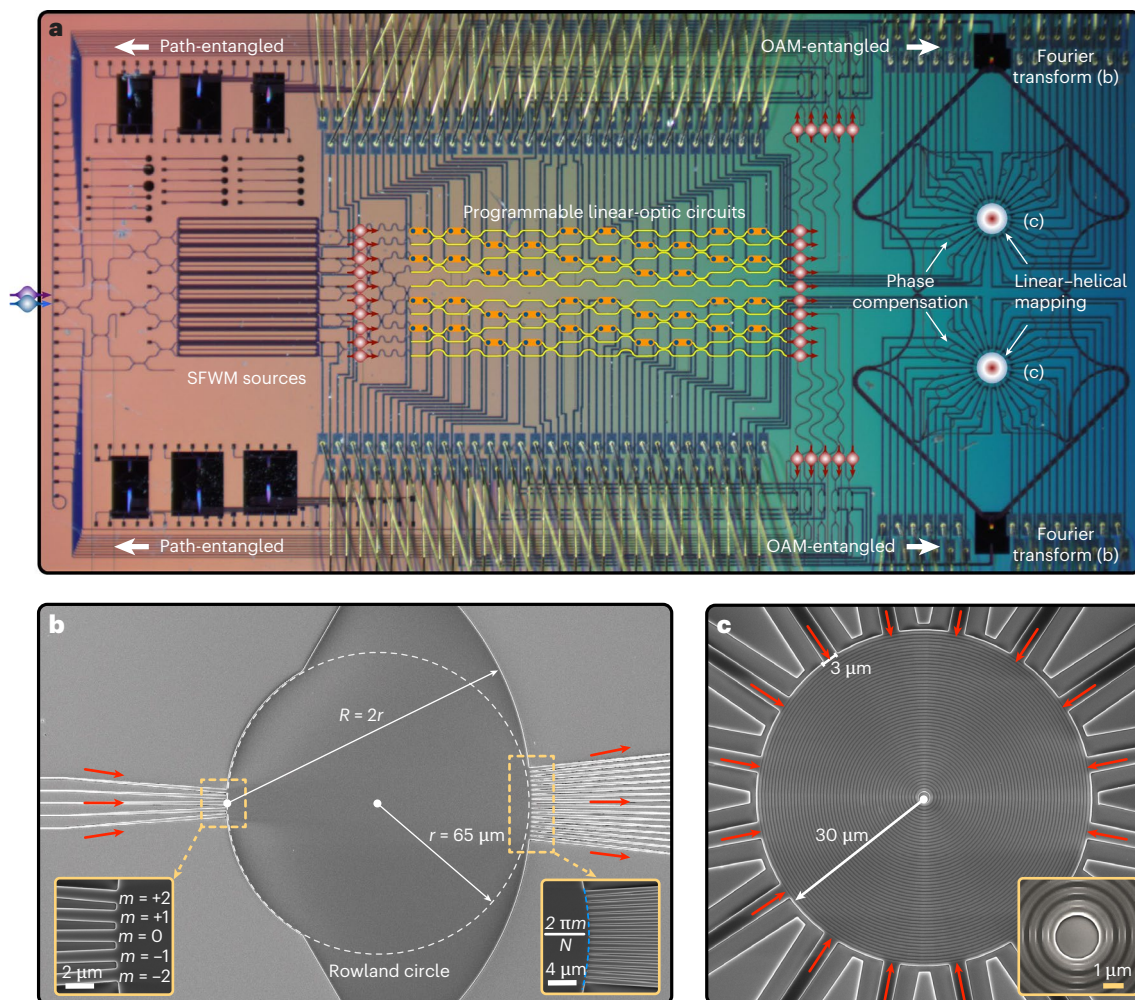 a
Path-entangled
OAM-entangled
Fourier
transform (b)
Programmable linear-optic circuits
(c)
Phase
compensation
Linear–helical
mapping
SFWM sources
(c)
Path-entangled
OAM-entangled
Fourier
transform (b)
b
R = 2r
r = 65 μm
m = +2
m = +1
m = 0
m = −1
m = −2
2 μm
Rowland circle
2 πm
N
4 μm
c
3 μm
30 μm
1 μm